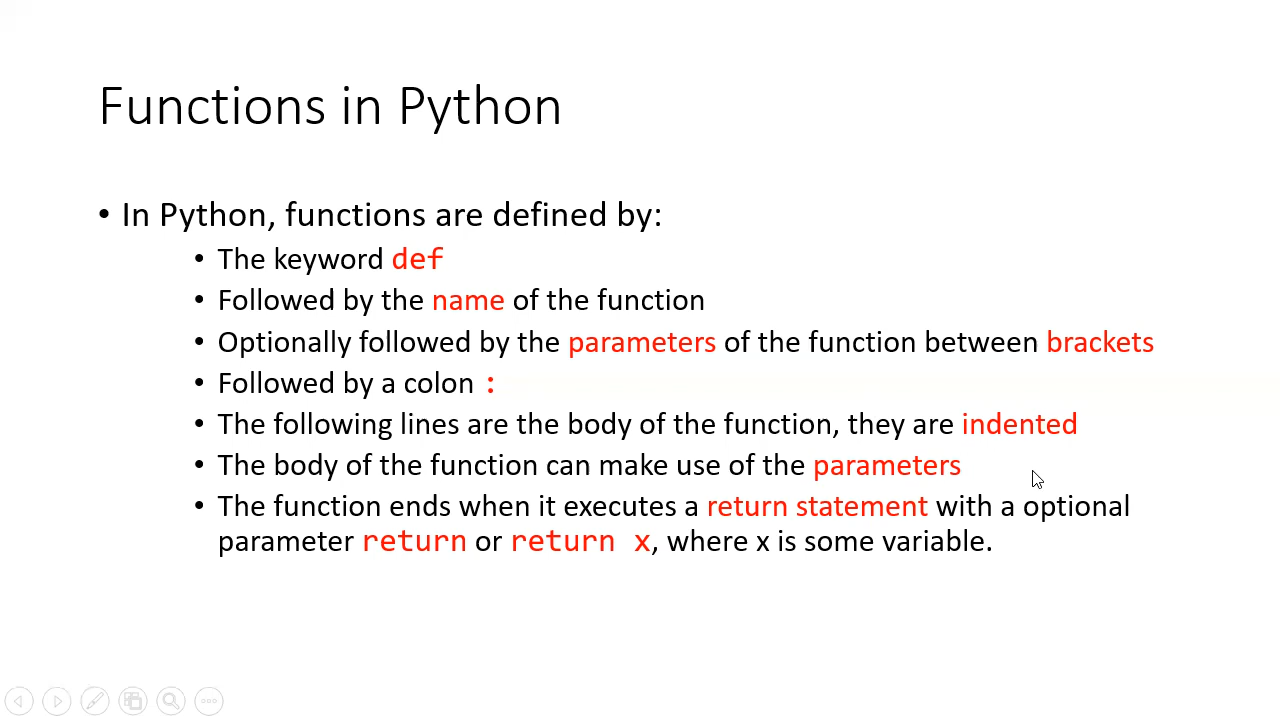 Functions in Python
• In Python, functions are defined by:
• The keyword def
• Followed by the name of the function
• Optionally followed by the parameters of the function between brackets
• Followed by a colon :
• The following lines are the body of the function, they are indented
• The body of the function can make use of the parameters
• The function ends when it executes a return statement with a optional
parameter return or return x, where x is some variable.